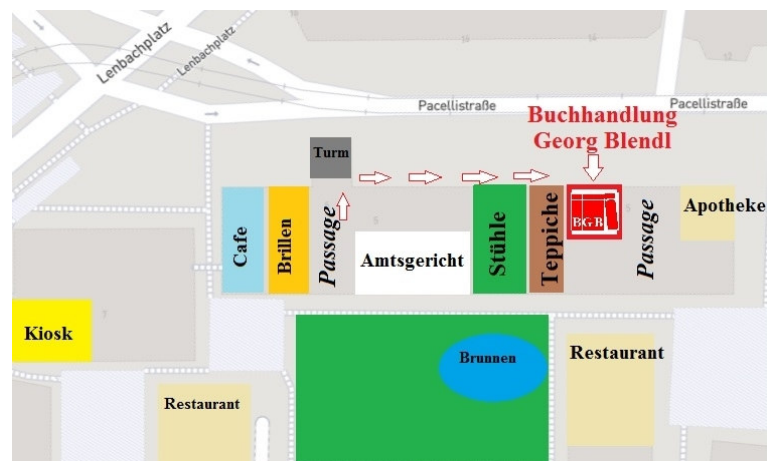 Lenbachplatz
Lenbachplatz
Pacellistraße
Pacellistraße
Buchhandlung
Georg Blendl
Turm
Cafe
Brillen
Passage
Amtsgericht
Stühle
Teppiche
BGB
Passage
Apotheke
Kiosk
Brunnen
Restaurant
Restaurant